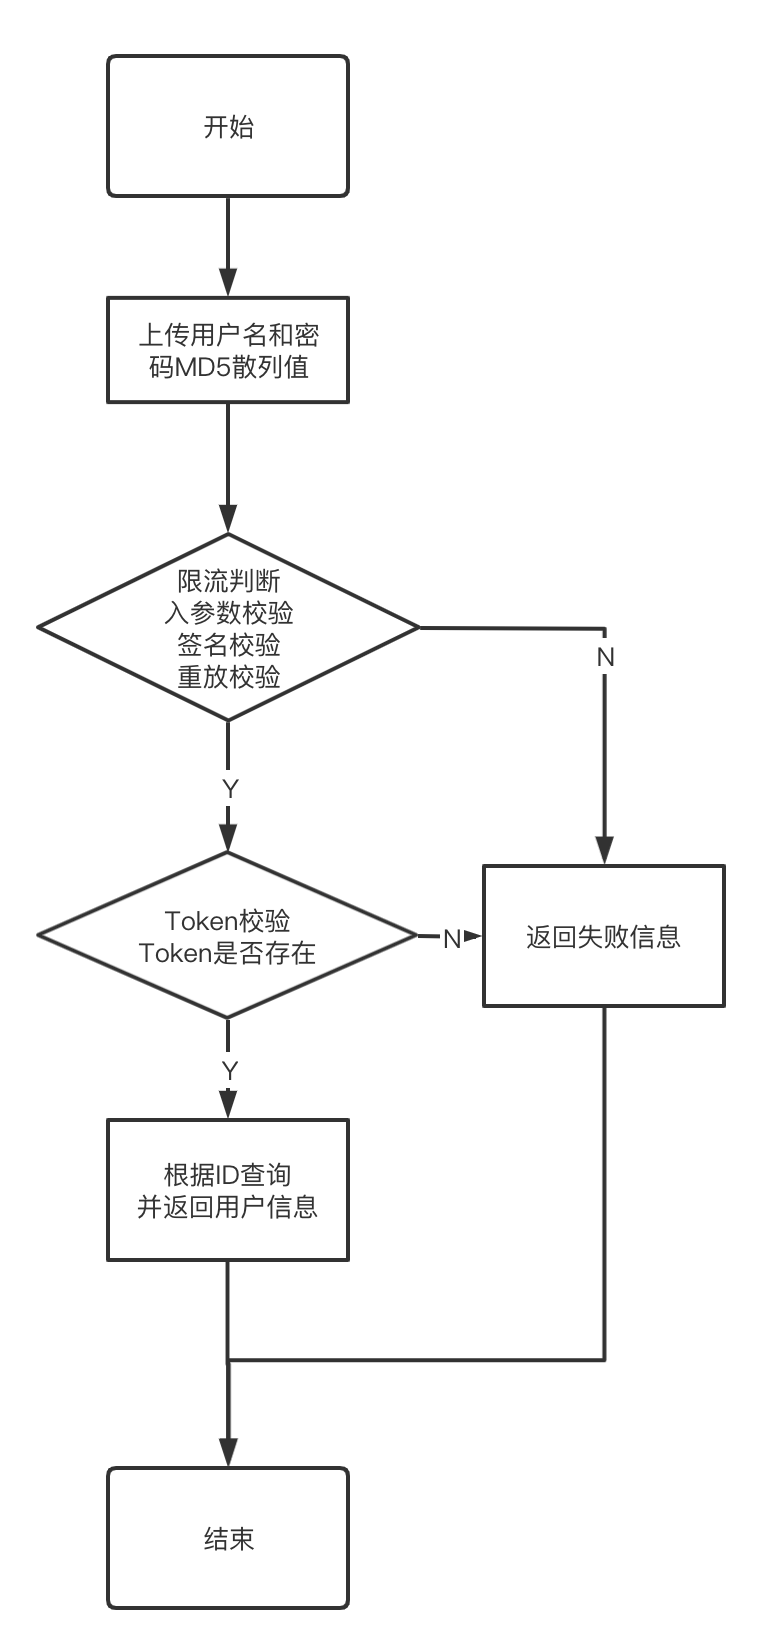 开始
上传用户名和密
码MD5散列值
限流判断
入参数校验
签名校验
重放校验
N
Y
Token校验
Token是否存在
N
返回失败信息
Y
根据ID查询
并返回用户信息
结束